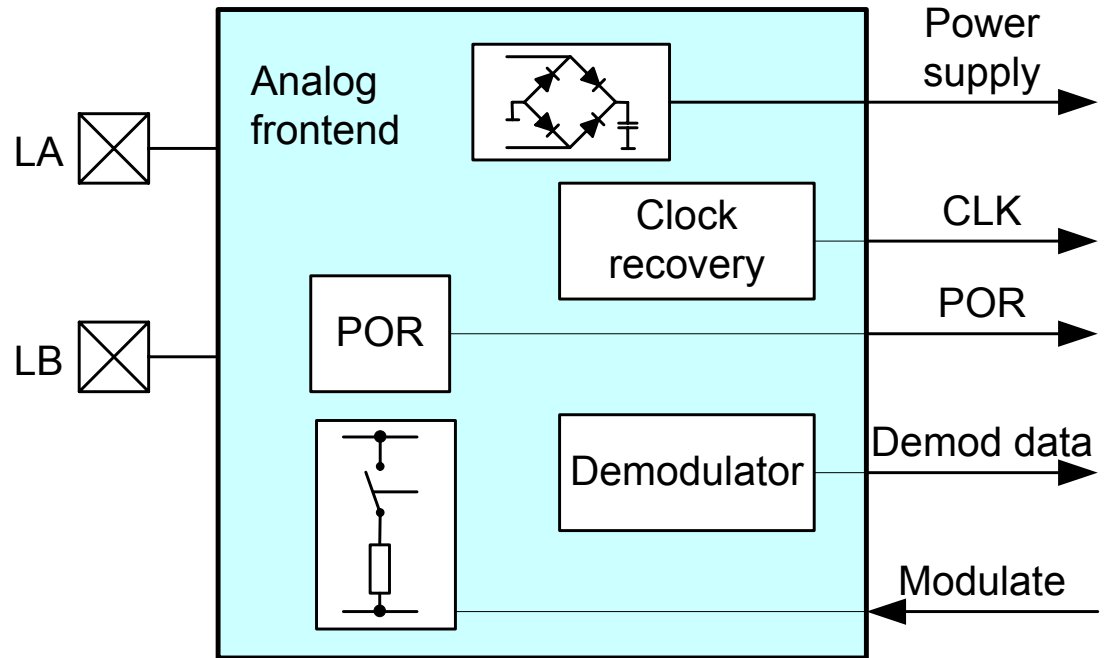 Power
supply
Analog
frontend
LA
Clock
recovery
CLK
POR
POR
LB
Demodulator
Demod data
Modulate